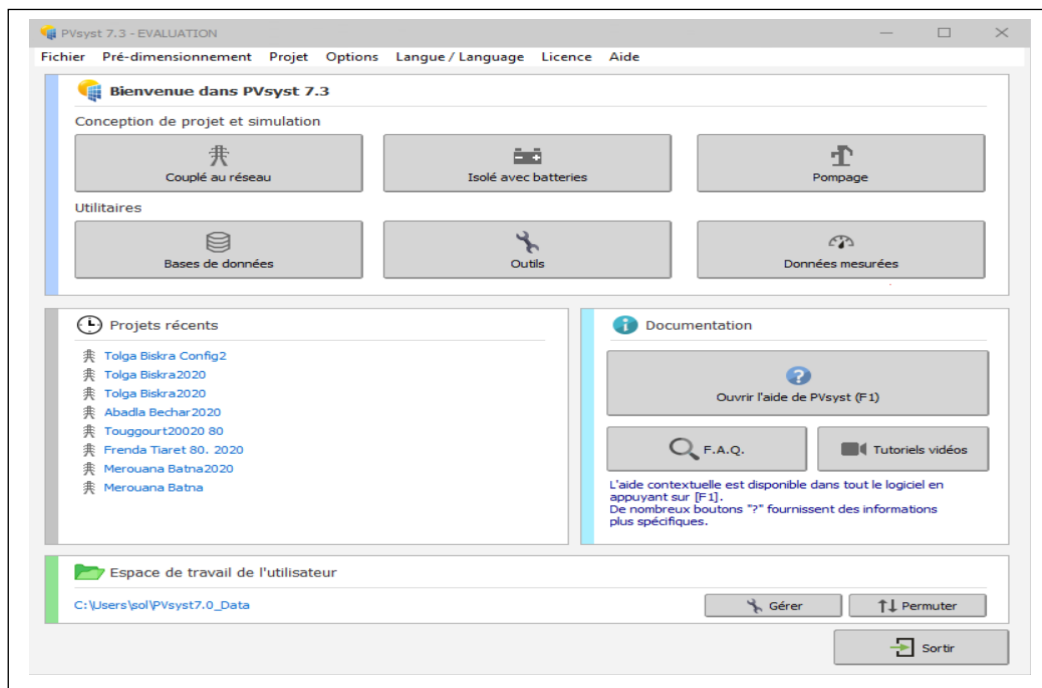 PVsyst 7.3 - EVALUATION
Fichier Pré-dimensionnement Projet Options Langue / Language Licence Aide
Bienvenue dans PVsyst 7.3
Conception de projet et simulation
Couplé au réseau
Isolé avec batteries
Pompage
Utilitaires
Bases de données
Outils
Données mesurées
Projets récents
Tolga Biskra Config2
Tolga Biskra2020
Tolga Biskra2020
Abadla Bechar2020
Touggourt20020 80
Frenda Tiaret 80. 2020
Merouana Batna2020
Merouana Batna
Documentation
Ouvrir l'aide de PVsyst (F1)
F.A.Q.
Tutoriels vidéos
L'aide contextuelle est disponible dans tout le logiciel en
appuyant sur [F1].
De nombreux boutons "?" fournissent des informations
plus spécifiques.
Espace de travail de l'utilisateur
C:\Users\sol\PVsyst7.0_Data
Gérer
Permuter
Sortir